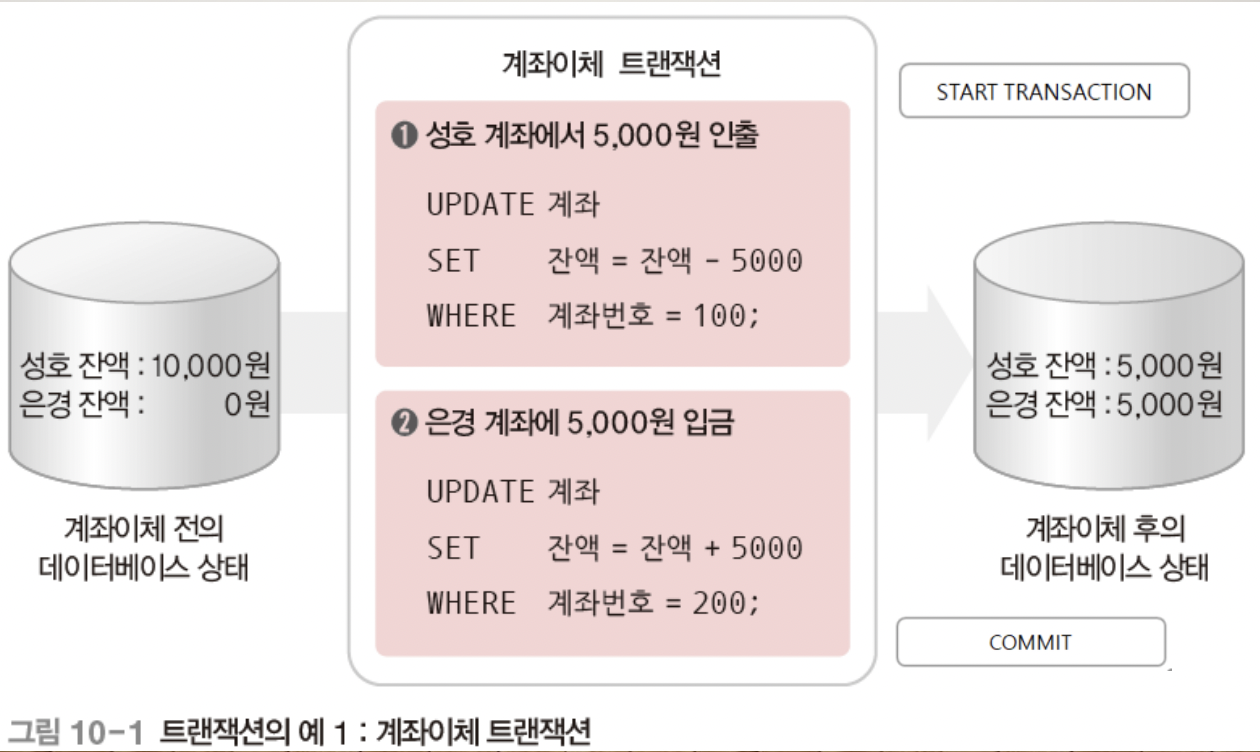 계좌이체 트랜잭션
START TRANSACTION
❶ 성호 계좌에서 5,000원 인출
UPDATE 계좌
SET 잔액 = 잔액 - 5000
WHERE 계좌번호 = 100;
성호 잔액 : 10,000원
은경 잔액 : 0원
계좌이체 전의
데이터베이스 상태
❷ 은경 계좌에 5,000원 입금
UPDATE 계좌
SET 잔액 = 잔액 + 5000
WHERE 계좌번호 = 200;
성호 잔액 : 5,000원
은경 잔액 : 5,000원
계좌이체 후의
데이터베이스 상태
COMMIT
그림 10-1 트랜잭션의 예 1 : 계좌이체 트랜잭션